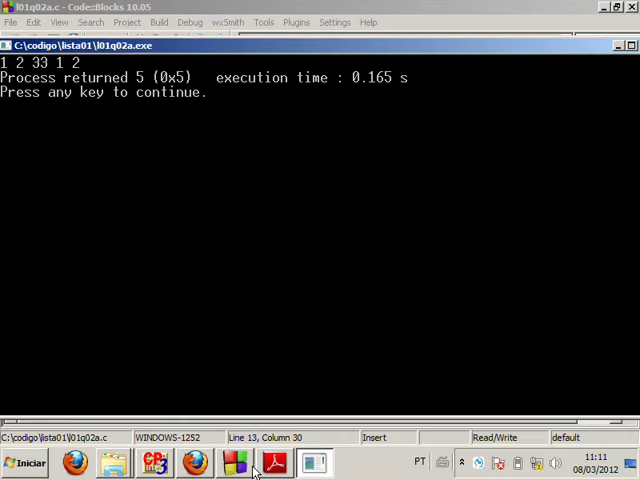 l01q02a.c - Code::Blocks 10.05
File Edit View Search Project Build Debug wxSmith Tools Plugins Settings Help
C:\codigo\lista01\l01q02a.exe
1 2 33 1 2
Process returned 5 (0x5)   execution time : 0.165 s
Press any key to continue.
C:\codigo\lista01\l01q02a.c WINDOWS-1252 Line 13, Column 30 Insert Read/Write default
Iniciar PT 11:11
08/03/2012